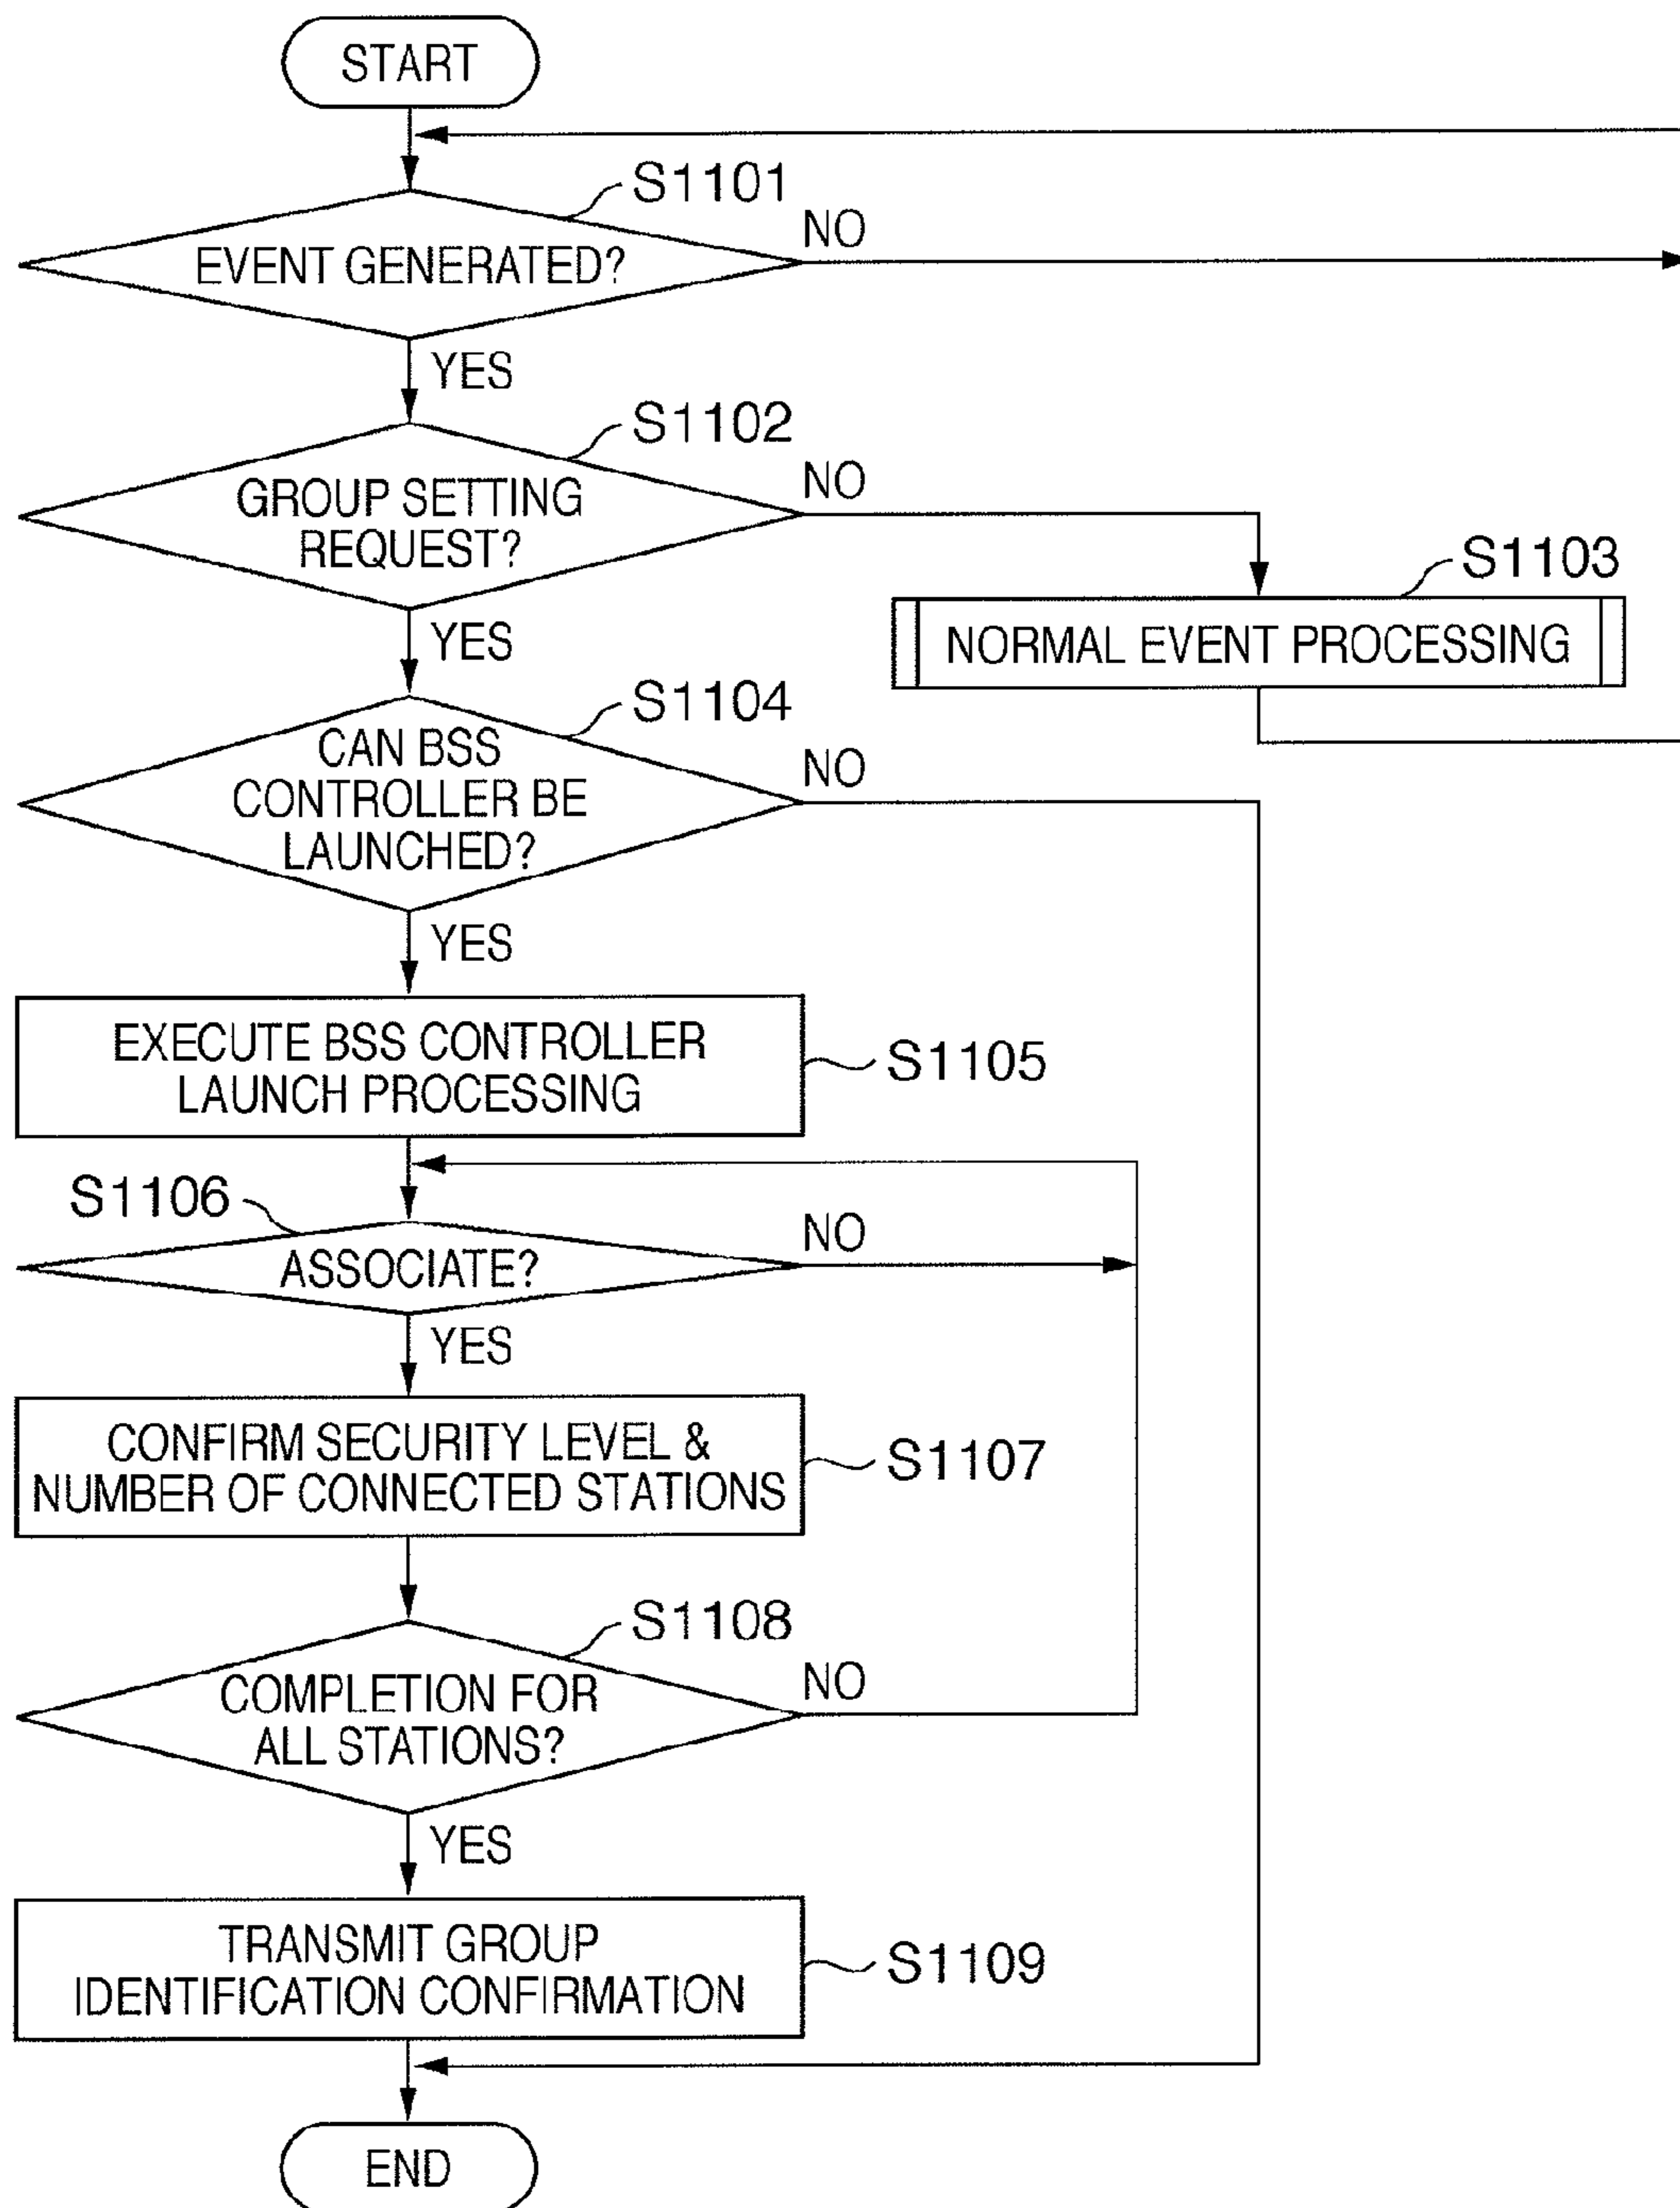 START
S1101
EVENT GENERATED?
NO
YES
S1102
GROUP SETTING
REQUEST?
NO
S1103
NORMAL EVENT PROCESSING
YES
S1104
CAN BSS
CONTROLLER BE
LAUNCHED?
NO
YES
EXECUTE BSS CONTROLLER
LAUNCH PROCESSING
S1105
S1106
ASSOCIATE?
NO
YES
CONFIRM SECURITY LEVEL &
NUMBER OF CONNECTED STATIONS
S1107
S1108
COMPLETION FOR
ALL STATIONS?
NO
YES
TRANSMIT GROUP
IDENTIFICATION CONFIRMATION
S1109
END